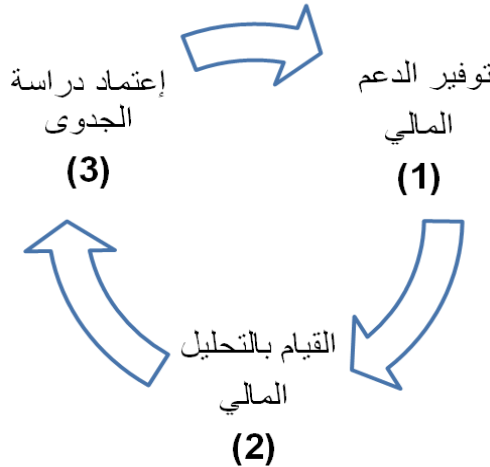 توفير الدعم
المالي
(1)
القيام بالتحليل
المالي
(2)
إعتماد دراسة
الجدوى
(3)